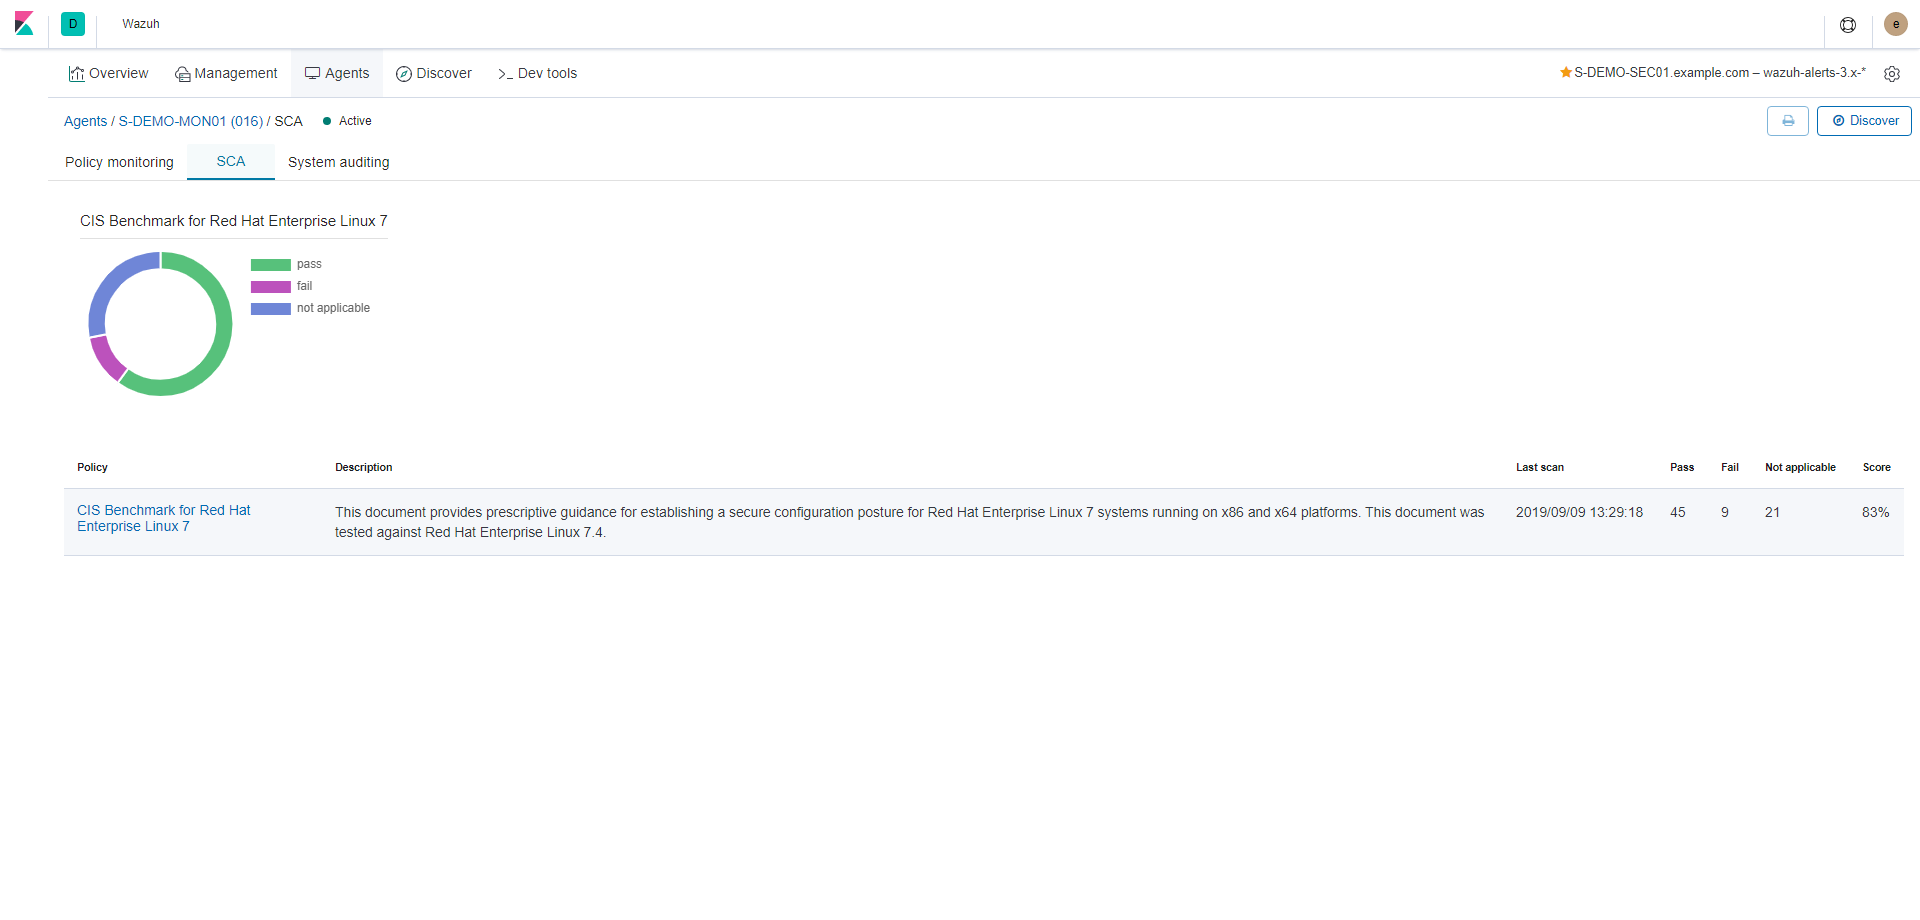 D Wazuh e
Overview Management Agents Discover >_ Dev tools S-DEMO-SEC01.example.com – wazuh-alerts-3.x-*
Agents / S-DEMO-MON01 (016) / SCA Active Discover
Policy monitoring SCA System auditing
CIS Benchmark for Red Hat Enterprise Linux 7
pass
fail
not applicable
Policy Description Last scan Pass Fail Not applicable Score
CIS Benchmark for Red Hat
Enterprise Linux 7
This document provides prescriptive guidance for establishing a secure configuration posture for Red Hat Enterprise Linux 7 systems running on x86 and x64 platforms. This document was
tested against Red Hat Enterprise Linux 7.4.
2019/09/09 13:29:18 45 9 21 83%